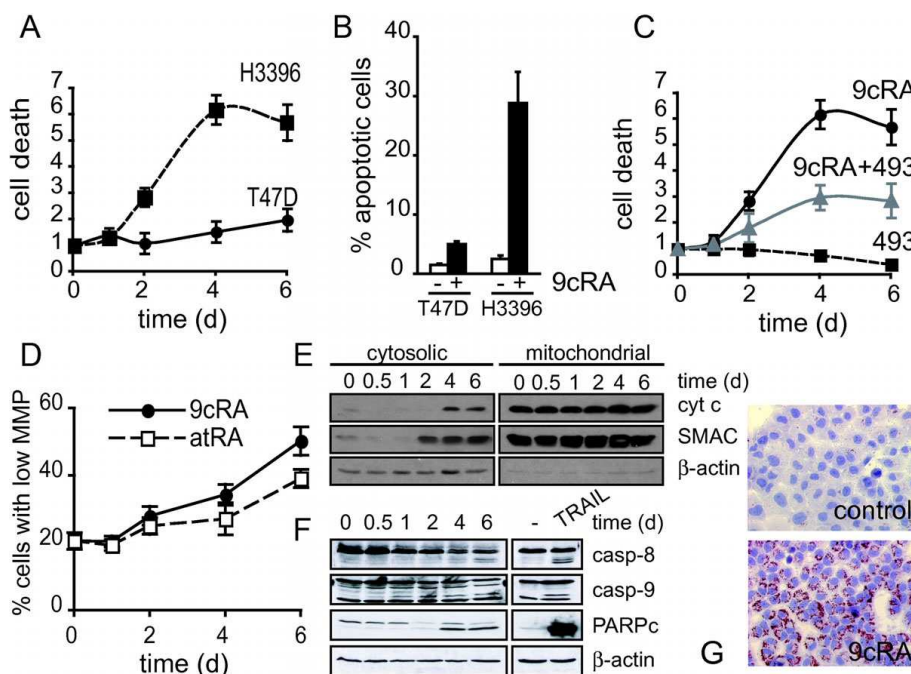 A
H3396
T47D
cell death
7
6
5
4
3
2
1
0
0 2 4 6
time (d)
B
% apoptotic cells
40
30
20
10
0
- + - +
9cRA
T47D H3396
C
9cRA
9cRA+493
493
cell death
7
6
5
4
3
2
1
0
0 2 4 6
time (d)
D
9cRA
atRA
% cells with low MMP
60
40
20
0
0 2 4 6
time (d)
E
cytosolic mitochondrial
0 0.5 1 2 4 6 0 0.5 1 2 4 6 time (d)
cyt c
SMAC
β-actin
F
0 0.5 1 2 4 6 - TRAIL time (d)
casp-8
casp-9
PARPc
β-actin
G
control
9cRA